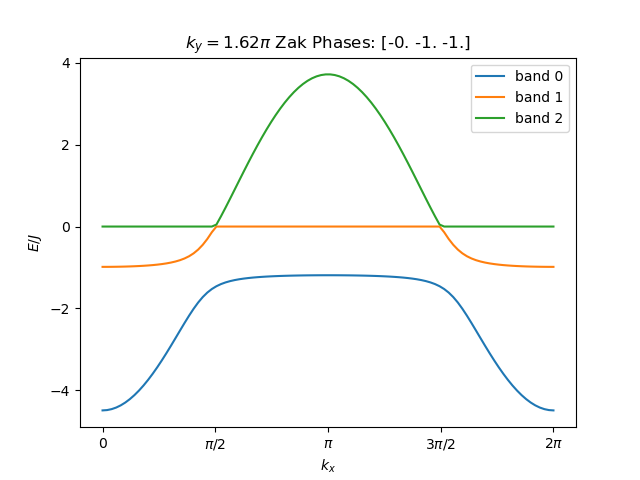 $k_y = 1.62\pi$ Zak Phases: [-0. -1. -1.]
band 0
band 1
band 2
4
2
0
−2
−4
E/J
0
π/2
π
3π/2
2π
$k_x$